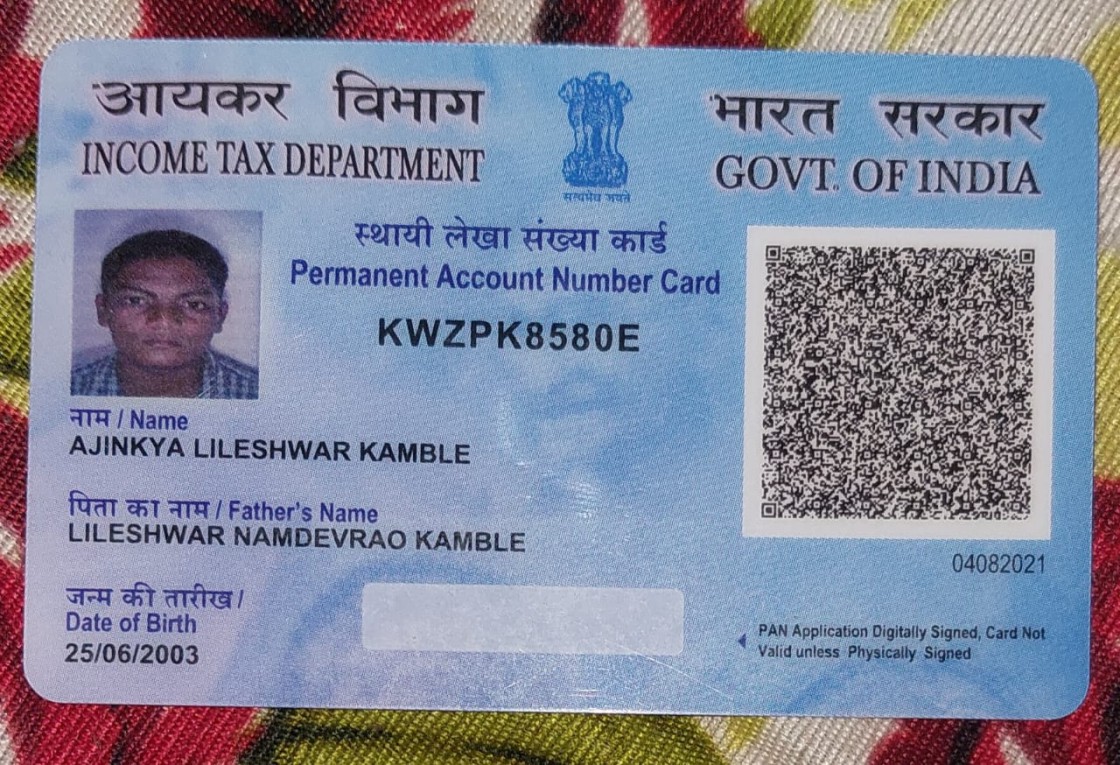 आयकर विभाग
INCOME TAX DEPARTMENT
सत्यमेव जयते
भारत सरकार
GOVT. OF INDIA
स्थायी लेखा संख्या कार्ड
Permanent Account Number Card
KWZPK8580E
नाम / Name
AJINKYA LILESHWAR KAMBLE
पिता का नाम / Father's Name
LILESHWAR NAMDEVRAO KAMBLE
04082021
जन्म की तारीख/
Date of Birth
25/06/2003
PAN Application Digitally Signed, Card Not
Valid unless Physically Signed